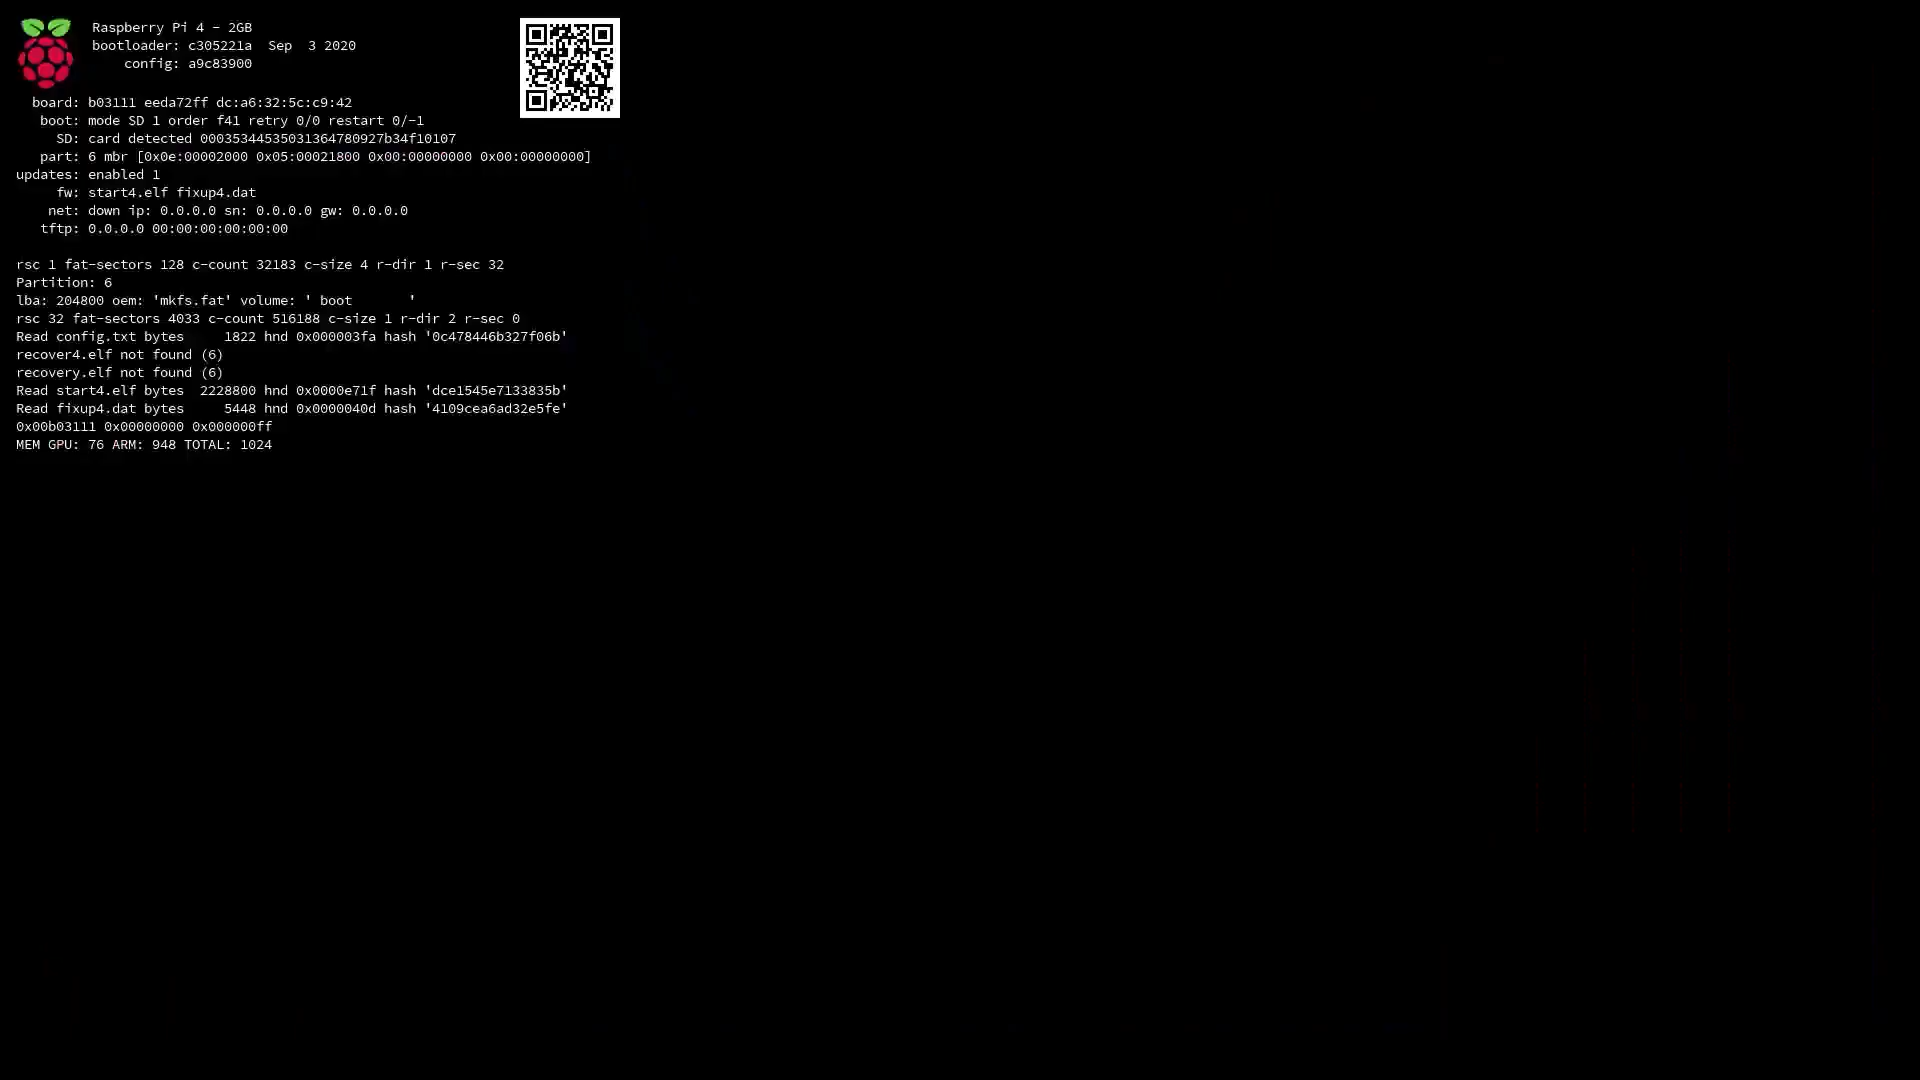 Raspberry Pi 4 - 2GB
bootloader: c305221a  Sep  3 2020
config: a9c83900
board: b03111 eeda72ff dc:a6:32:5c:c9:42
boot: mode SD 1 order f41 retry 0/0 restart 0/-1
SD: card detected 00035344535031364780927b34f10107
part: 6 mbr [0x0e:00002000 0x05:00021800 0x00:00000000 0x00:00000000]
updates: enabled 1
fw: start4.elf fixup4.dat
net: down ip: 0.0.0.0 sn: 0.0.0.0 gw: 0.0.0.0
tftp: 0.0.0.0 00:00:00:00:00:00
rsc 1 fat-sectors 128 c-count 32183 c-size 4 r-dir 1 r-sec 32
Partition: 6
lba: 204800 oem: 'mkfs.fat' volume: ' boot       '
rsc 32 fat-sectors 4033 c-count 516188 c-size 1 r-dir 2 r-sec 0
Read config.txt bytes     1822 hnd 0x000003fa hash '0c478446b327f06b'
recover4.elf not found (6)
recovery.elf not found (6)
Read start4.elf bytes  2228800 hnd 0x0000e71f hash 'dce1545e7133835b'
Read fixup4.dat bytes     5448 hnd 0x0000040d hash '4109cea6ad32e5fe'
0x00b03111 0x00000000 0x000000ff
MEM GPU: 76 ARM: 948 TOTAL: 1024